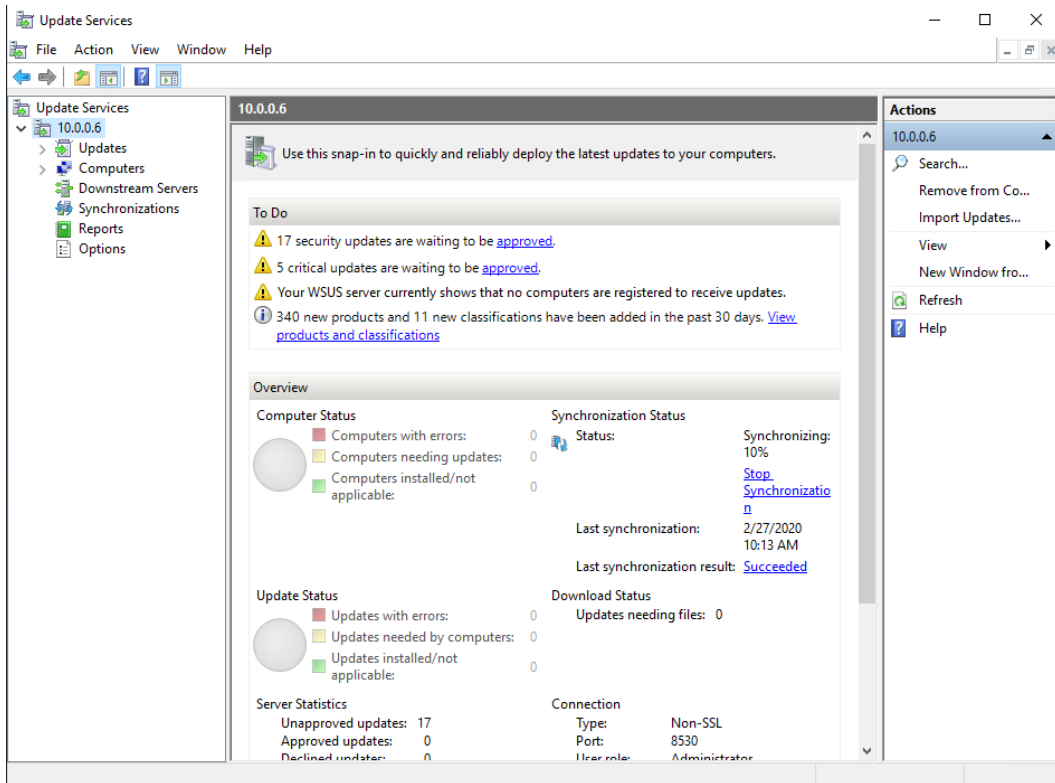 Update Services
File Action View Window Help
Update Services
10.0.0.6
Updates
Computers
Downstream Servers
Synchronizations
Reports
Options
10.0.0.6
Use this snap-in to quickly and reliably deploy the latest updates to your computers.
To Do
17 security updates are waiting to be approved.
5 critical updates are waiting to be approved.
Your WSUS server currently shows that no computers are registered to receive updates.
340 new products and 11 new classifications have been added in the past 30 days. View
products and classifications
Overview
Computer Status
Computers with errors: 0
Computers needing updates: 0
Computers installed/not
applicable: 0
Synchronization Status
Status: Synchronizing:
10%
Stop
Synchronizatio
n
Last synchronization: 2/27/2020
10:13 AM
Last synchronization result: Succeeded
Update Status
Updates with errors: 0
Updates needed by computers: 0
Updates installed/not
applicable: 0
Download Status
Updates needing files: 0
Server Statistics
Unapproved updates: 17
Approved updates: 0
Declined updates: 0
Connection
Type: Non-SSL
Port: 8530
User role: Administrator
Actions
10.0.0.6
Search...
Remove from Co...
Import Updates...
View
New Window fro...
Refresh
Help